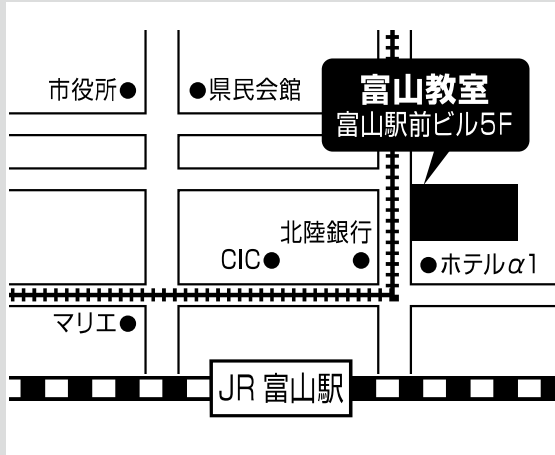 市役所
県民会館
富山教室
富山駅前ビル5F
北陸銀行
CIC
ホテルα1
マリエ
JR 富山駅